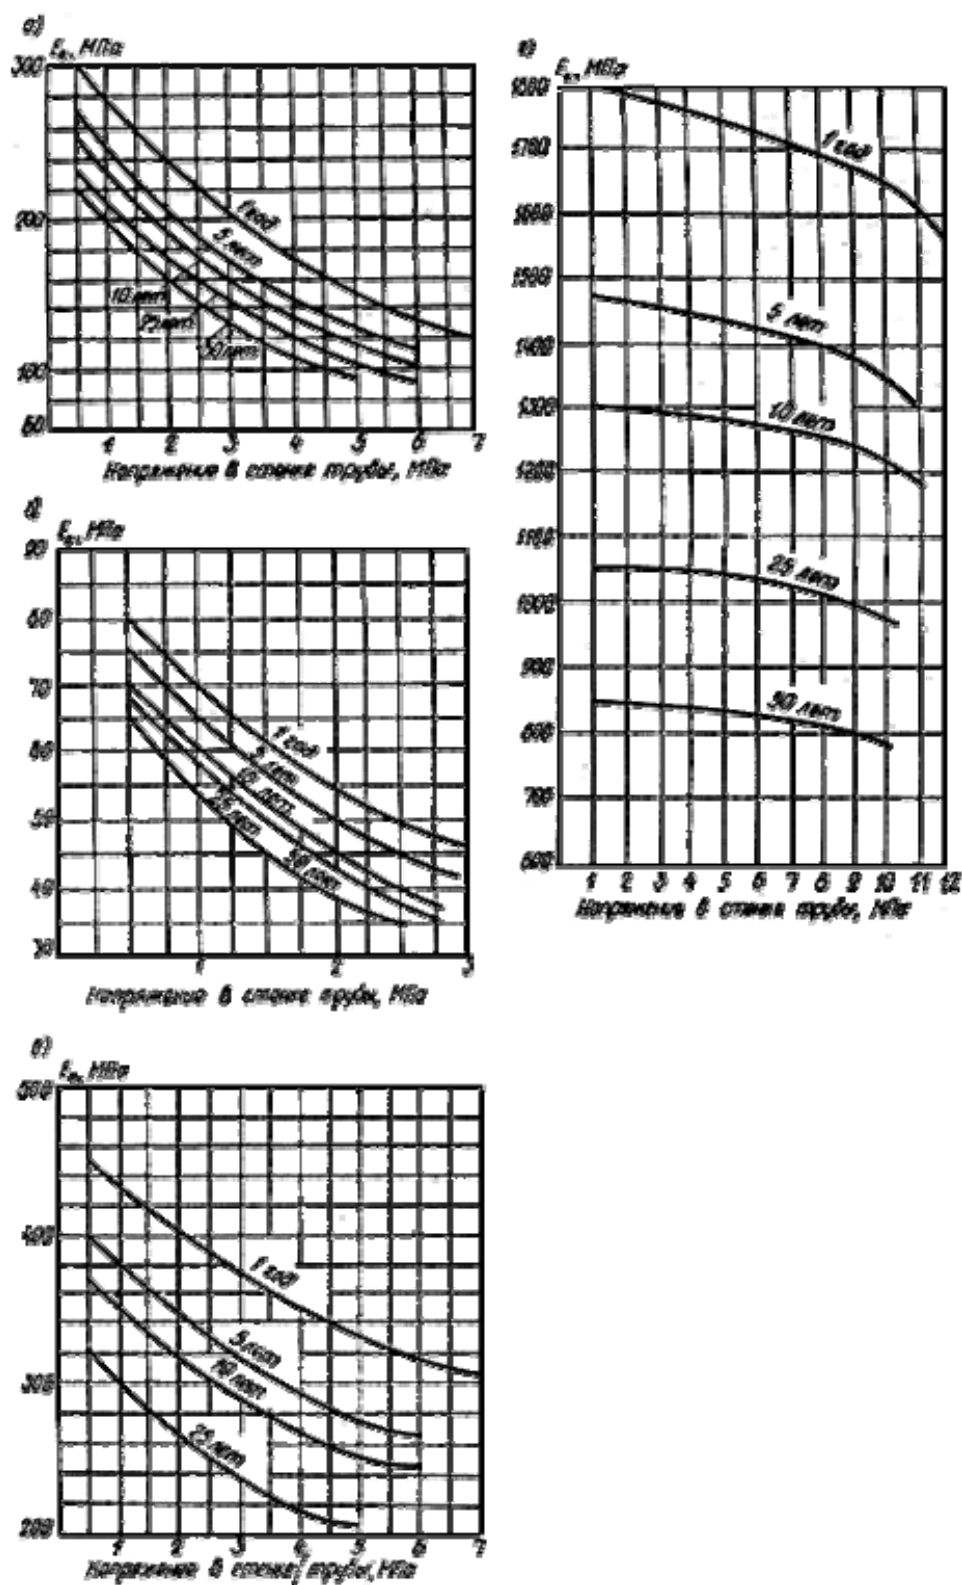 а)
E₀,, МПа
300
200
100
60
1 год
5 лет
10 лет
25 лет
50 лет
1 2 3 4 5 6 7
Напряжение в стенке трубы, МПа
б)
E₀,, МПа
90
80
70
60
50
40
30
1 год
5 лет
10 лет
25 лет
50 лет
1 2 3
Напряжение в стенке трубы, МПа
в)
E₀,, МПа
500
400
300
200
1 год
5 лет
10 лет
25 лет
1 2 3 4 5 6 7
Напряжение в стенке трубы, МПа
МПа
1800
1700
1600
1500
1400
1300
1200
1100
1000
900
800
700
600
1 год
5 лет
10 лет
25 лет
50 лет
1 2 3 4 5 6 7 8 9 10 11 12
Напряжение в стенке трубы, МПа